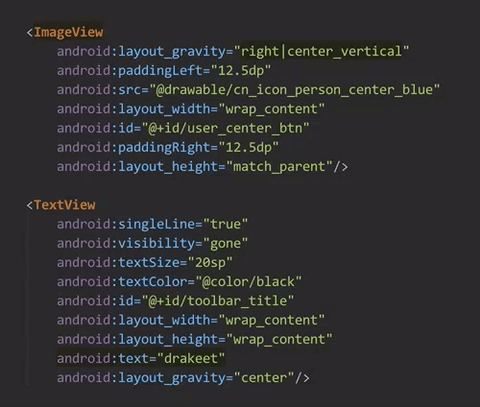 <ImageView
android:layout_gravity="right|center_vertical"
android:paddingLeft="12.5dp"
android:src="@drawable/cn_icon_person_center_blue"
android:layout_width="wrap_content"
android:id="@+id/user_center_btn"
android:paddingRight="12.5dp"
android:layout_height="match_parent"/>
<TextView
android:singleLine="true"
android:visibility="gone"
android:textSize="20sp"
android:textColor="@color/black"
android:id="@+id/toolbar_title"
android:layout_width="wrap_content"
android:layout_height="wrap_content"
android:text="drakeet"
android:layout_gravity="center"/>